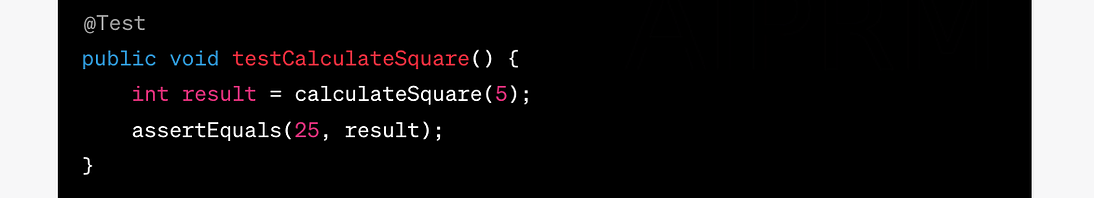 @Test
public void testCalculateSquare() {
    int result = calculateSquare(5);
    assertEquals(25, result);
}